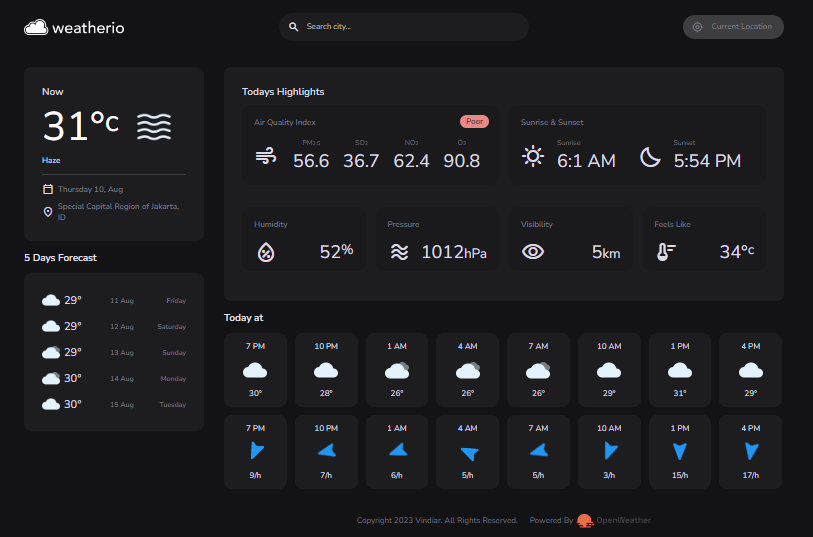 weatherio
Search city...
Current Location
Now
31°c
Haze
Thursday 10, Aug
Special Capital Region of Jakarta,
ID
5 Days Forecast
29° 11 Aug Friday
29° 12 Aug Saturday
29° 13 Aug Sunday
30° 14 Aug Monday
30° 15 Aug Tuesday
Todays Highlights
Air Quality Index Poor
PM2.5 SO2 NO2 O3
56.6 36.7 62.4 90.8
Sunrise & Sunset
Sunrise Sunset
6:1 AM 5:54 PM
Humidity Pressure Visibility Feels Like
52% 1012hPa 5km 34°c
Today at
7 PM 10 PM 1 AM 4 AM 7 AM 10 AM 1 PM 4 PM
30° 28° 26° 26° 26° 29° 31° 29°
7 PM 10 PM 1 AM 4 AM 7 AM 10 AM 1 PM 4 PM
9/h 7/h 6/h 5/h 5/h 3/h 15/h 17/h
Copyright 2023 Vindiar. All Rights Reserved. Powered By OpenWeather